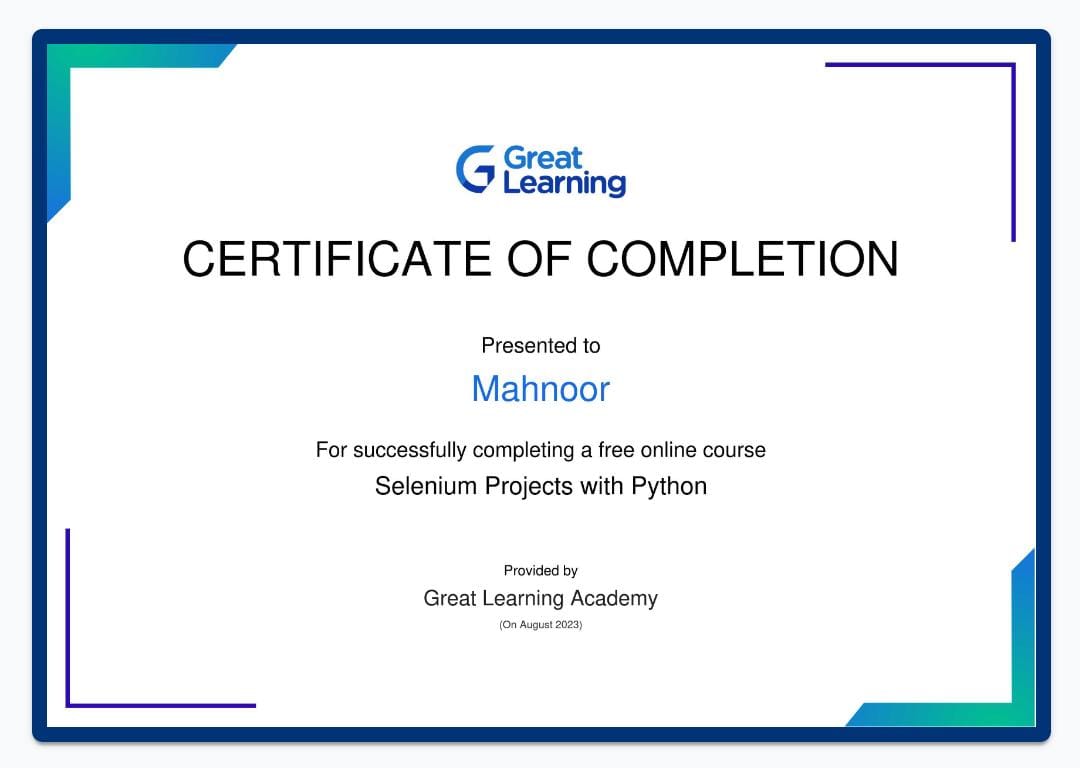 Great
Learning
CERTIFICATE OF COMPLETION
Presented to
Mahnoor
For successfully completing a free online course
Selenium Projects with Python
Provided by
Great Learning Academy
(On August 2023)